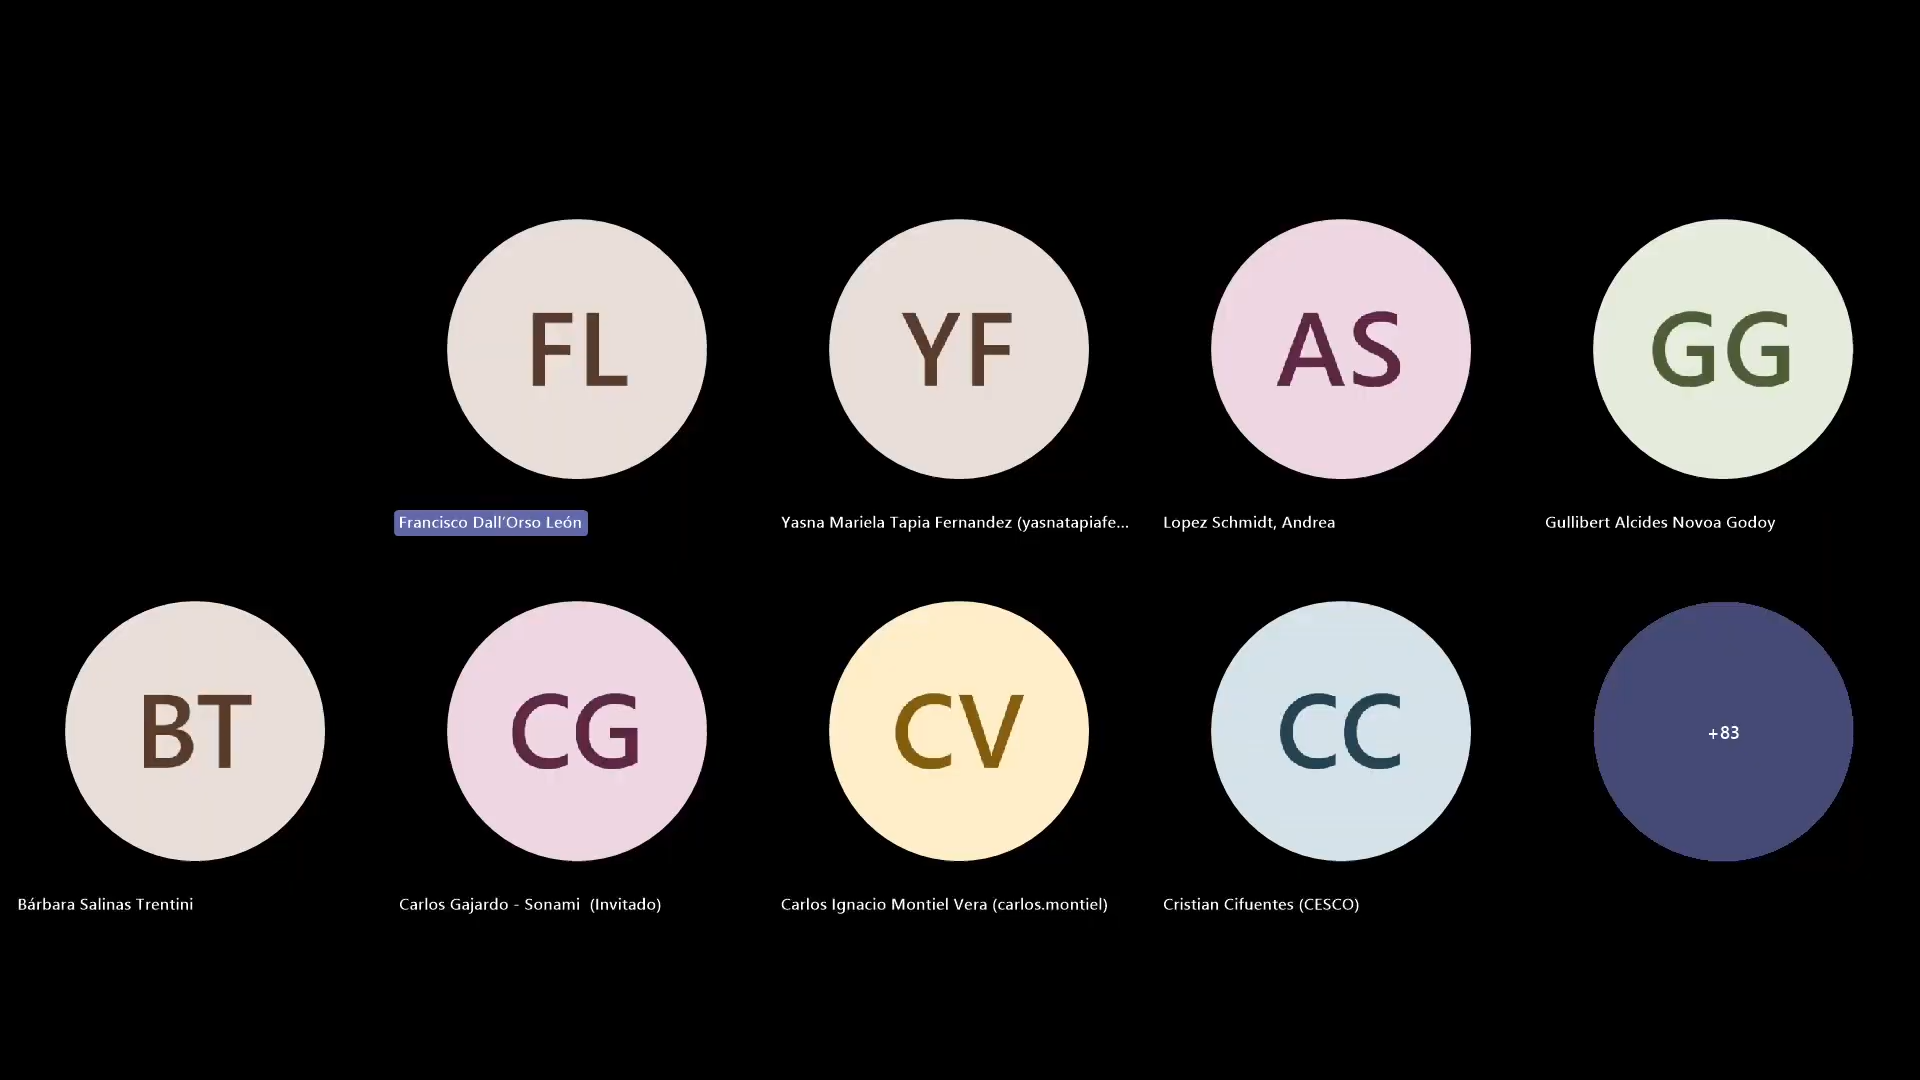 FL
YF
AS
GG
Francisco Dall'Orso León
Yasna Mariela Tapia Fernandez (yasnatapiafe...
Lopez Schmidt, Andrea
Gullibert Alcides Novoa Godoy
BT
CG
CV
CC
+83
Bárbara Salinas Trentini
Carlos Gajardo - Sonami (Invitado)
Carlos Ignacio Montiel Vera (carlos.montiel)
Cristian Cifuentes (CESCO)